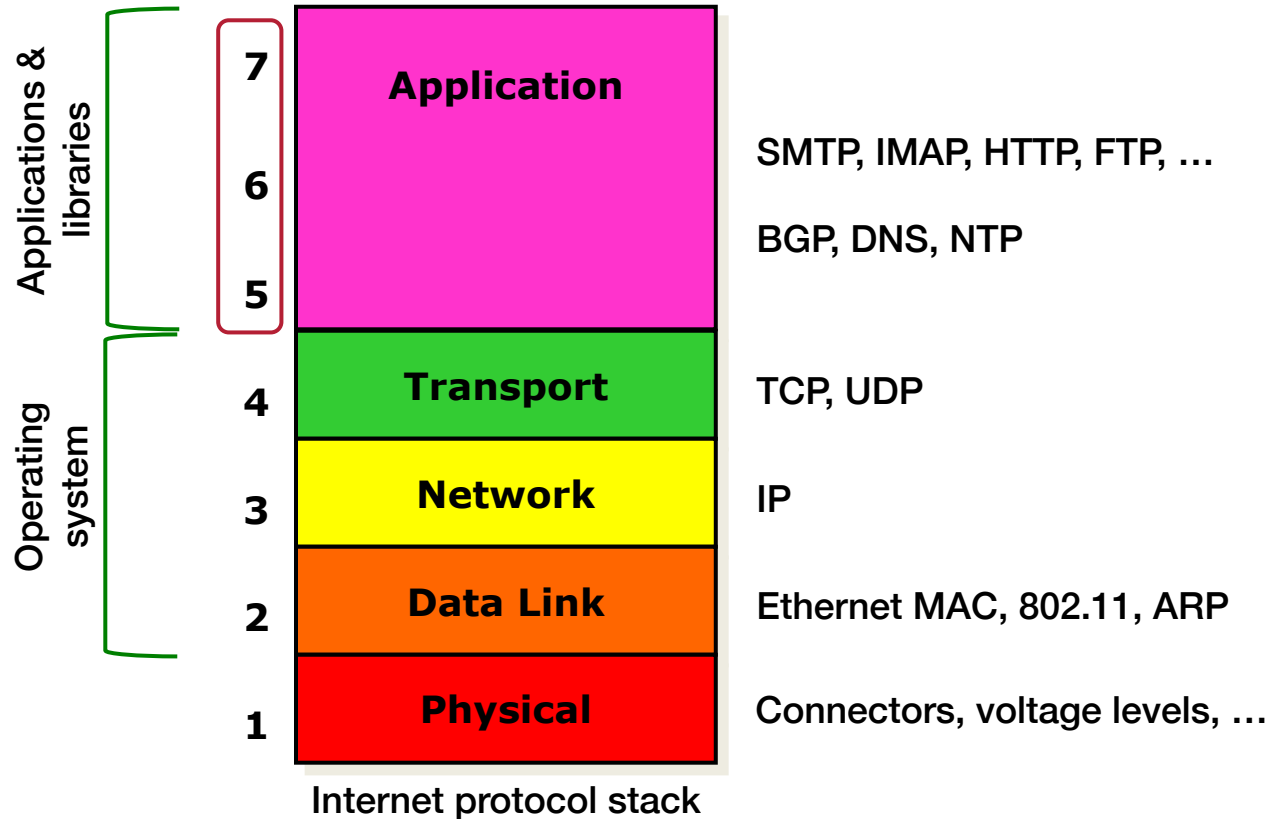 Applications &
libraries
7
Application
6
SMTP, IMAP, HTTP, FTP, …
BGP, DNS, NTP
5
Operating
system
4
Transport
TCP, UDP
3
Network
IP
2
Data Link
Ethernet MAC, 802.11, ARP
1
Physical
Connectors, voltage levels, …
Internet protocol stack